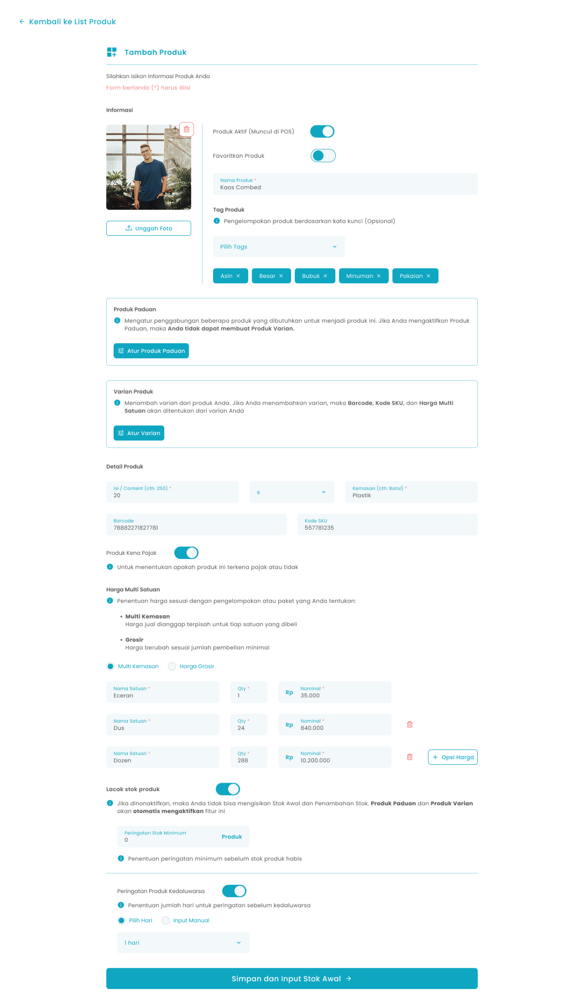 Kembali ke List Produk
Tambah Produk
Silahkan isikan Informasi Produk Anda
Form bertanda (*) harus diisi
Informasi
Produk Aktif (Muncul di POS)
Favoritkan Produk
Nama Produk *
Kaos Combed
Tag Produk
Pengelompokan produk berdasarkan kata kunci (Opsional)
Unggah Foto
Pilih Tags
Asin × Besar × Bubuk × Minuman × Pakaian ×
Produk Paduan
Mengatur penggabungan beberapa produk yang dibutuhkan untuk menjadi produk ini. Jika Anda mengaktifkan Produk
Paduan, maka Anda tidak dapat membuat Produk Varian.
Atur Produk Paduan
Varian Produk
Menambah varian dari produk Anda. Jika Anda menambahkan varian, maka Barcode, Kode SKU, dan Harga Multi
Satuan akan ditentukan dari varian Anda
Atur Varian
Detail Produk
Isi / Content (cth: 250) *
20
s
Kemasan (cth: Botol) *
Plastik
Barcode
78882271827781
Kode SKU
557781235
Produk Kena Pajak
Untuk menentukan apakah produk ini terkena pajak atau tidak
Harga Multi Satuan
Penentuan harga sesuai dengan pengelompokan atau paket yang Anda tentukan:
• Multi Kemasan
Harga jual dianggap terpisah untuk tiap satuan yang dibeli
• Grosir
Harga berubah sesuai jumlah pembelian minimal
Multi Kemasan Harga Grosir
Nama Satuan *
Eceran
Qty *
1
Rp
Nominal *
35.000
Nama Satuan *
Dus
Qty *
24
Rp
Nominal *
840.000
Nama Satuan *
Dozen
Qty *
288
Rp
Nominal *
10.200.000
+ Opsi Harga
Lacak stok produk
Jika dinonaktifkan, maka Anda tidak bisa mengisikan Stok Awal dan Penambahan Stok. Produk Paduan dan Produk Varian
akan otomatis mengaktifkan fitur ini
Peringatan Stok Minimum
0
Produk
Penentuan peringatan minimum sebelum stok produk habis
Peringatan Produk Kedaluwarsa
Penentuan jumlah hari untuk peringatan sebelum kedaluwarsa
Pilih Hari Input Manual
1 hari
Simpan dan Input Stok Awal